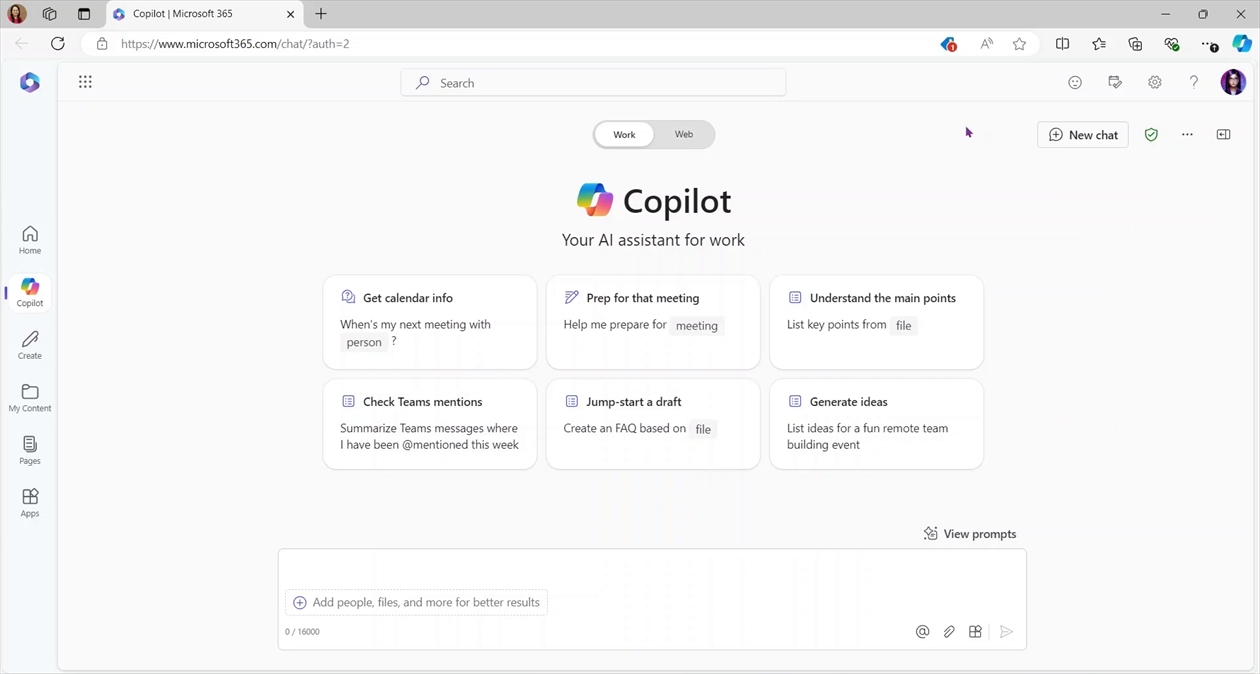 Copilot | Microsoft 365
https://www.microsoft365.com/chat/?auth=2
1
Search
Work
Web
New chat
Copilot
Your AI assistant for work
Home
Copilot
Create
My Content
Pages
Apps
Get calendar info
When's my next meeting with
person ?
Prep for that meeting
Help me prepare for meeting
Understand the main points
List key points from file
Check Teams mentions
Summarize Teams messages where
I have been @mentioned this week
Jump-start a draft
Create an FAQ based on file
Generate ideas
List ideas for a fun remote team
building event
View prompts
Add people, files, and more for better results
0 / 16000